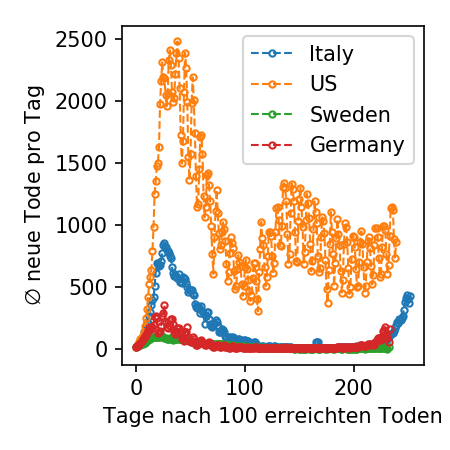 ∅ neue Tode pro Tag
2500
2000
1500
1000
500
0
Italy
US
Sweden
Germany
0 100 200
Tage nach 100 erreichten Toden